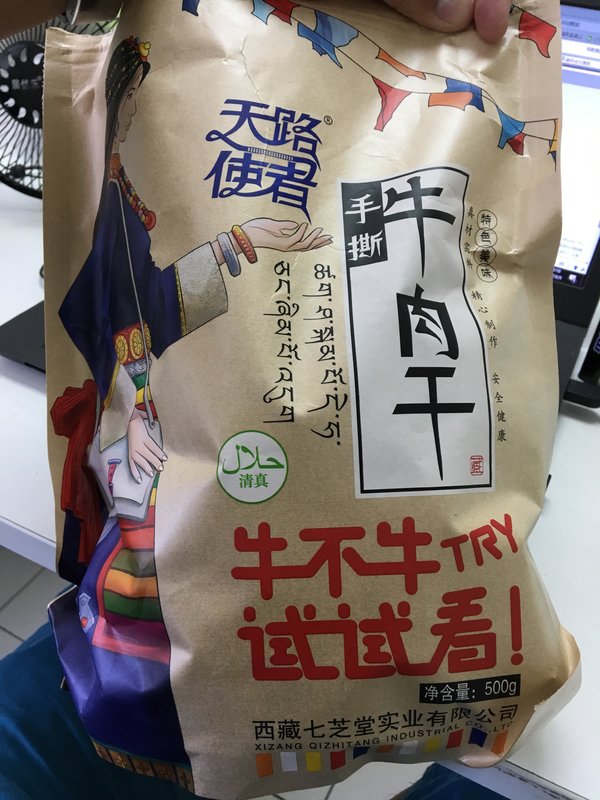 天路®
使者
手撕
牛肉干
特色美味
真材实料 精心制作 安全健康
حلال
清真
牛不牛TRY
试试看!
净含量: 500g
西藏七芝堂实业有限公司
XIZANG QIZHITANG INDUSTRIAL CO.,LTD